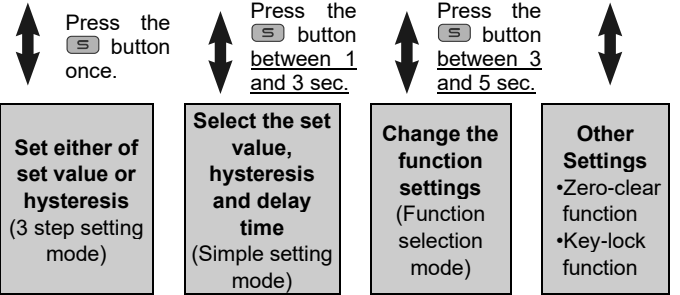 Press the
S button
once.
Press the
S button
between 1
and 3 sec.
Press the
S button
between 3
and 5 sec.
Set either of
set value or
hysteresis
(3 step setting
mode)
Select the set
value,
hysteresis
and delay
time
(Simple setting
mode)
Change the
function
settings
(Function
selection
mode)
Other
Settings
•Zero-clear
function
•Key-lock
function